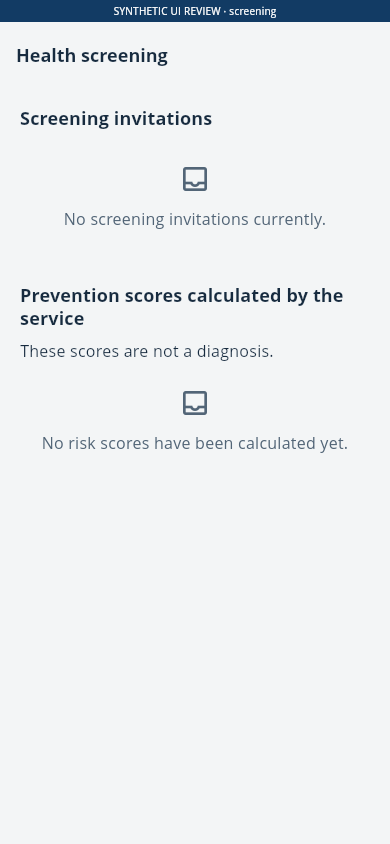 SYNTHETIC UI REVIEW · screening
Health screening
Screening invitations
No screening invitations currently.
Prevention scores calculated by the
service
These scores are not a diagnosis.
No risk scores have been calculated yet.